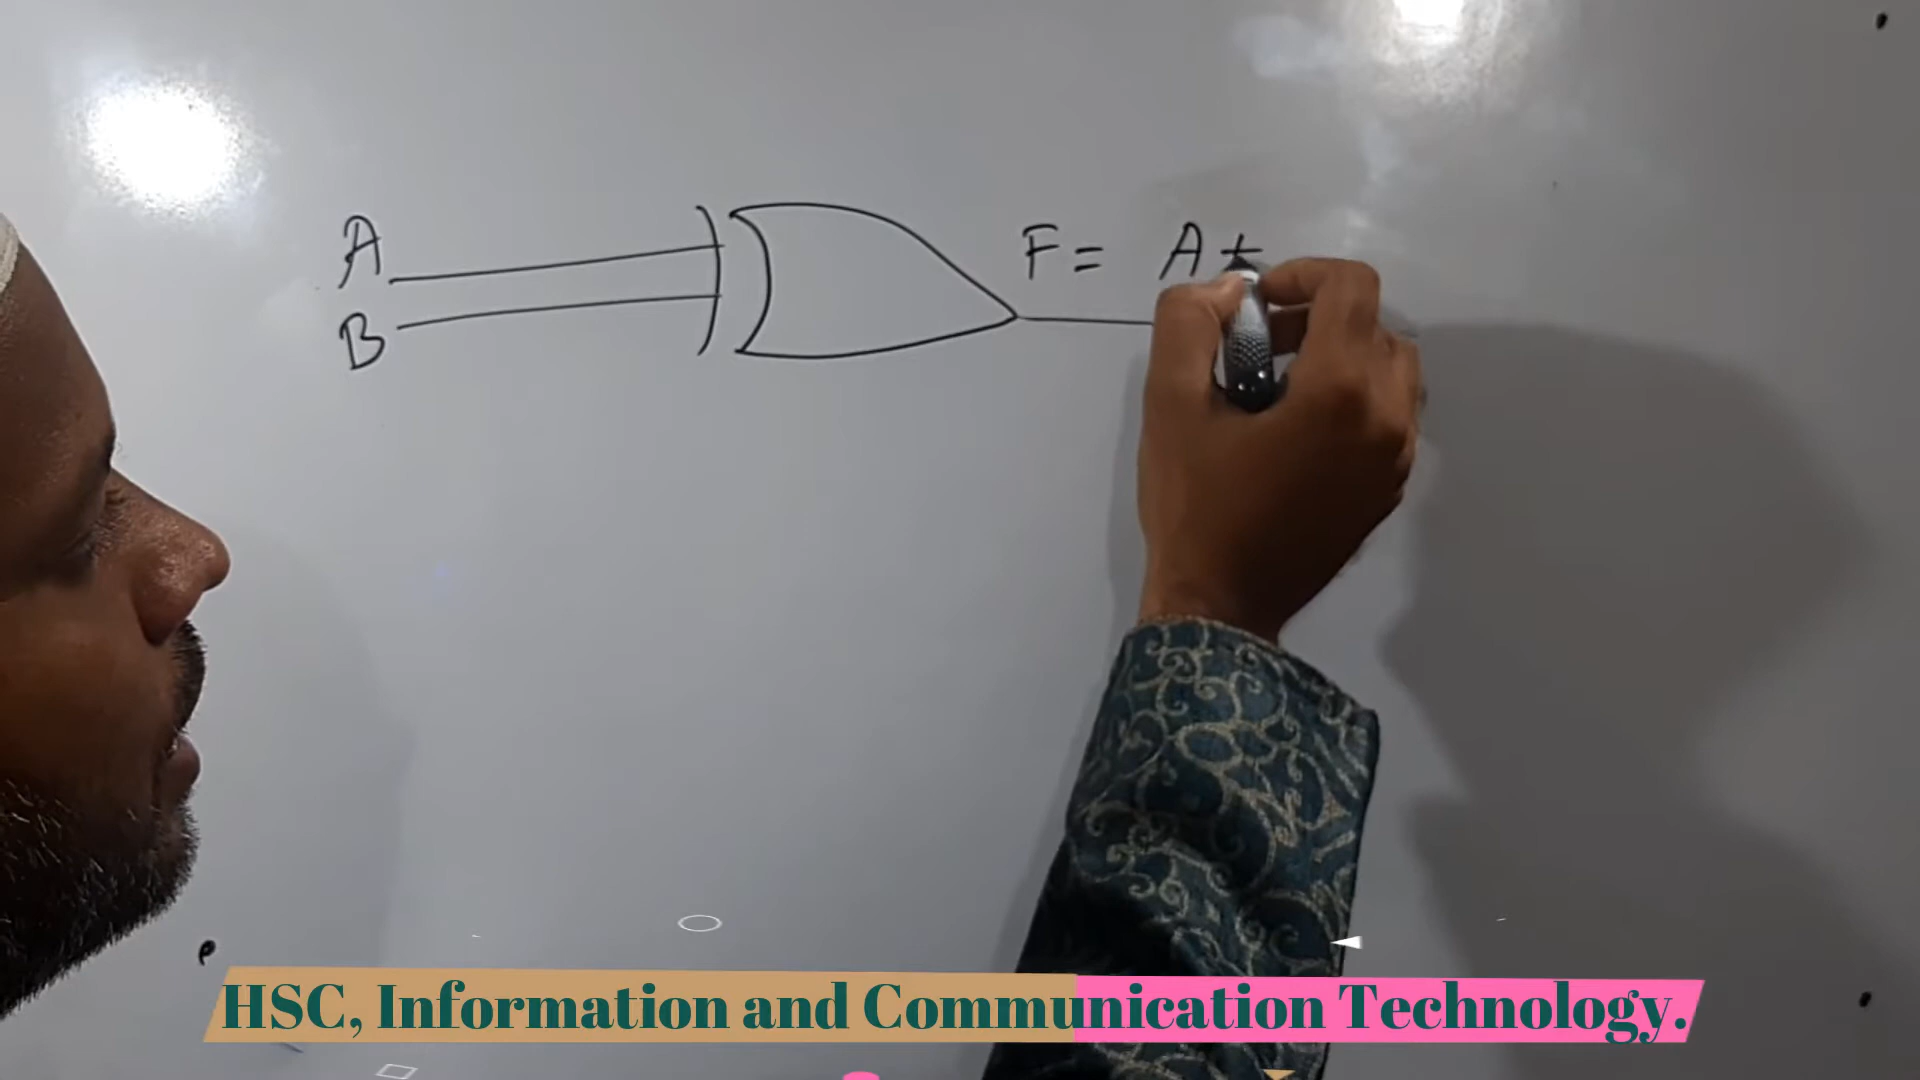 A
B
F = A +
HSC, Information and Communication Technology.